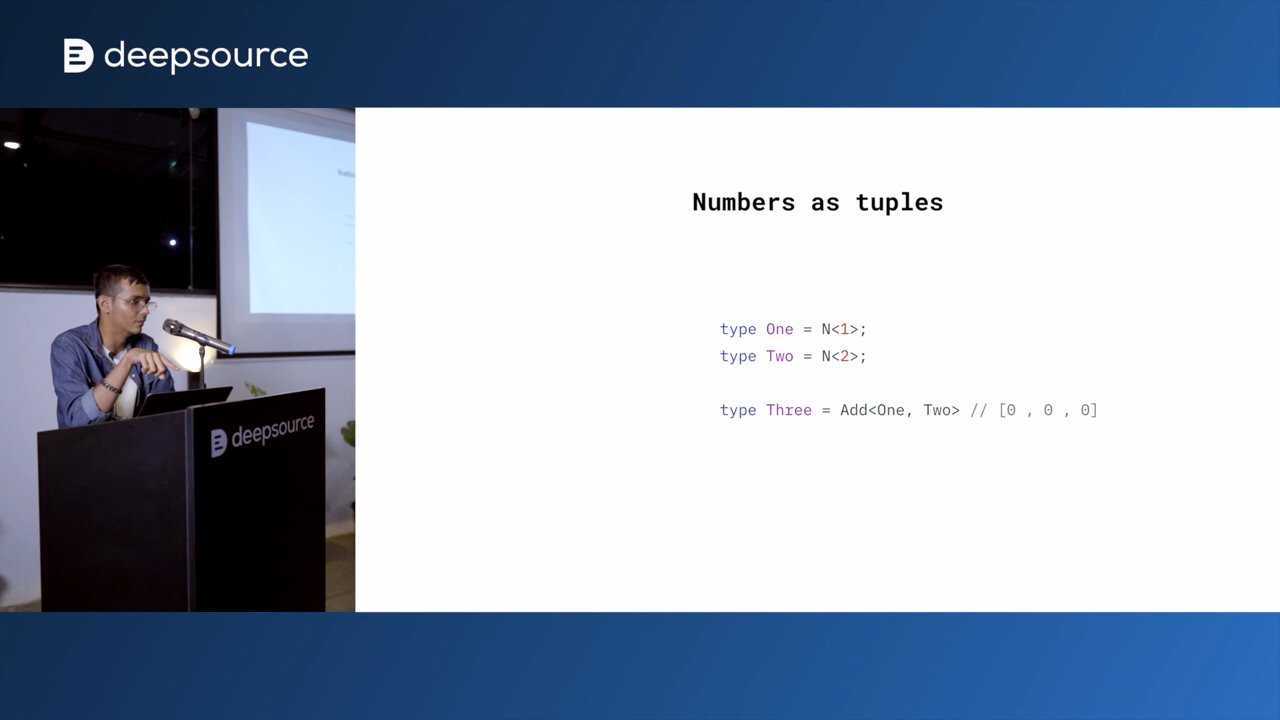 deepsource
Numbers as tuples
type One = N<1>;
type Two = N<2>;
type Three = Add<One, Two> // [0 , 0 , 0]
deepsource